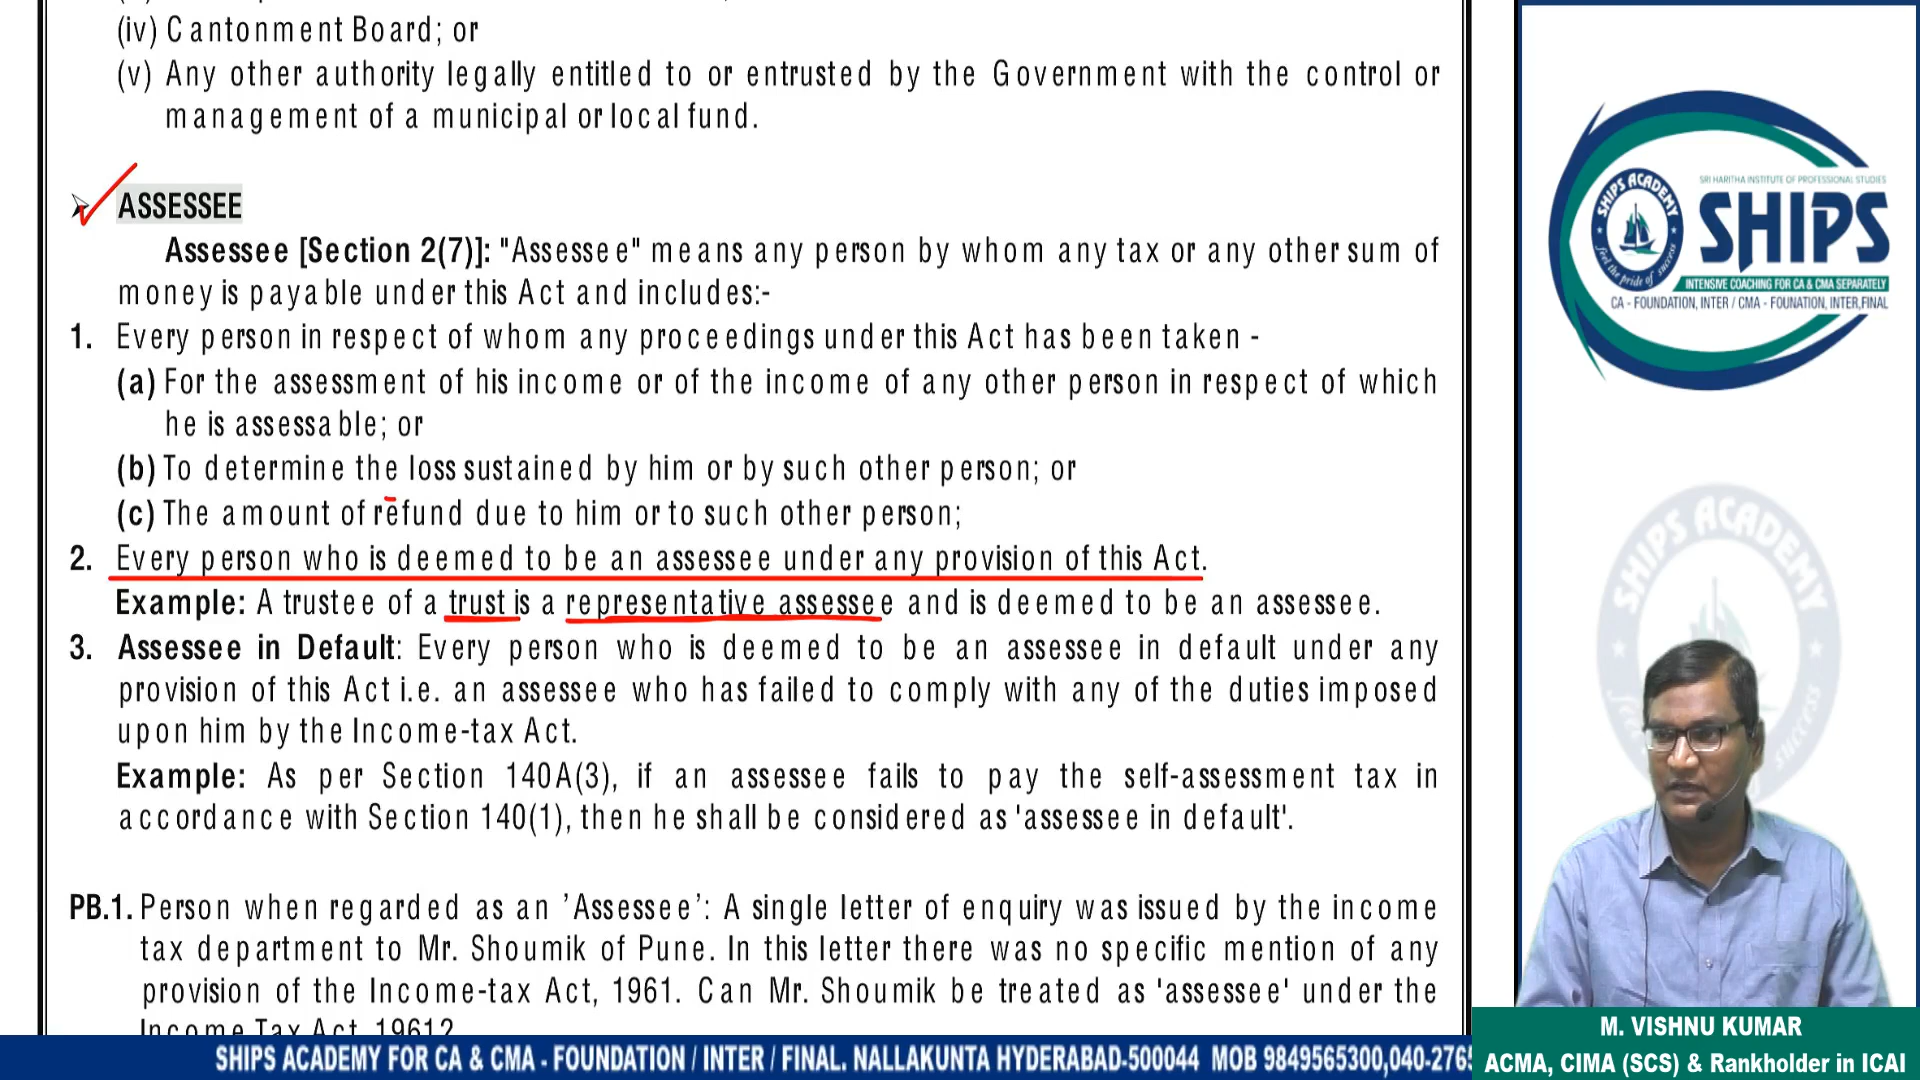 (iv) Cantonment Board; or
(v) Any other authority legally entitled to or entrusted by the Government with the control or
management of a municipal or local fund.
ASSESSEE
Assessee [Section 2(7)]: "Assessee" means any person by whom any tax or any other sum of
money is payable under this Act and includes:-
1. Every person in respect of whom any proceedings under this Act has been taken -
(a) For the assessment of his income or of the income of any other person in respect of which
he is assessable; or
(b) To determine the loss sustained by him or by such other person; or
(c) The amount of refund due to him or to such other person;
2. Every person who is deemed to be an assessee under any provision of this Act.
Example: A trustee of a trust is a representative assessee and is deemed to be an assessee.
3. Assessee in Default: Every person who is deemed to be an assessee in default under any
provision of this Act i.e. an assessee who has failed to comply with any of the duties imposed
upon him by the Income-tax Act.
Example: As per Section 140A(3), if an assessee fails to pay the self-assessment tax in
accordance with Section 140(1), then he shall be considered as 'assessee in default'.
PB.1. Person when regarded as an ’Assessee’: A single letter of enquiry was issued by the income
tax department to Mr. Shoumik of Pune. In this letter there was no specific mention of any
provision of the Income-tax Act, 1961. Can Mr. Shoumik be treated as 'assessee' under the
Income Tax Act, 1961?
SRI HARITHA INSTITUTE OF PROFESSIONAL STUDIES
SHIPS ACADEMY
feel the pride of success
SHIPS
INTENSIVE COACHING FOR CA & CMA SEPARATELY
CA - FOUNDATION, INTER / CMA - FOUNATION, INTER,FINAL
SHIPS ACADEMY
success
M. VISHNU KUMAR
ACMA, CIMA (SCS) & Rankholder in ICAI
SHIPS ACADEMY FOR CA & CMA - FOUNDATION / INTER / FINAL. NALLAKUNTA HYDERABAD-500044 MOB 9849565300,040-2765